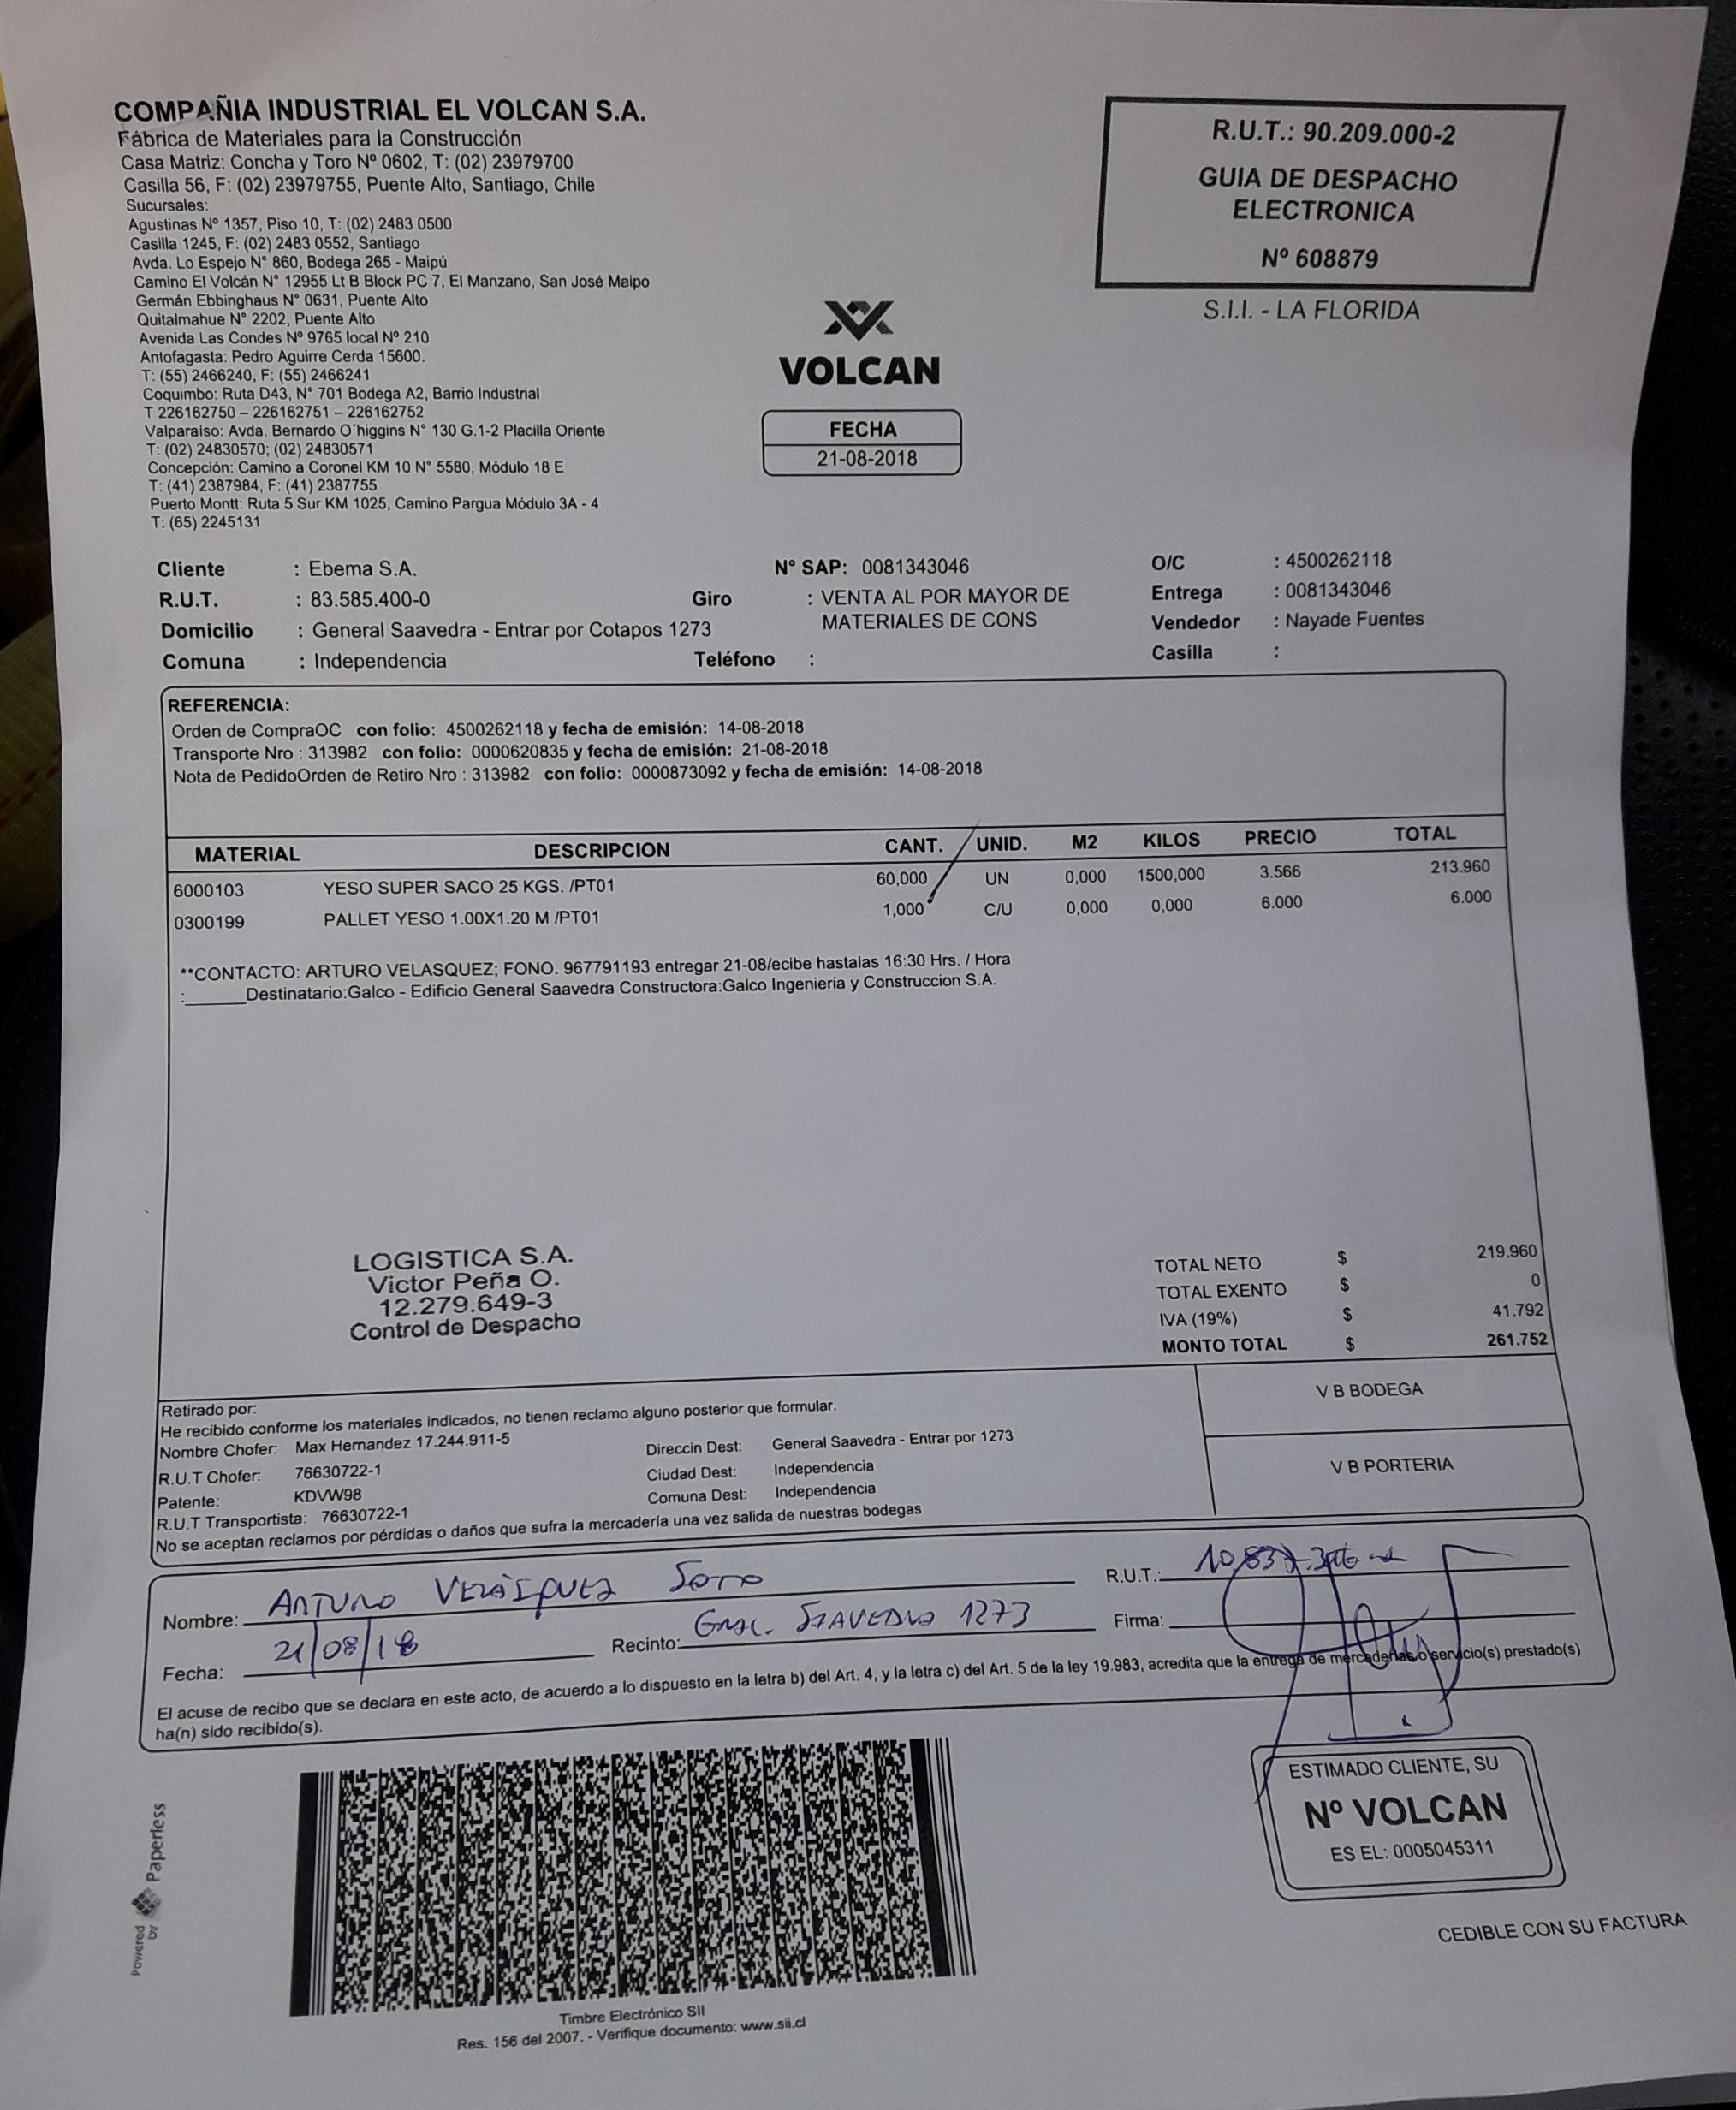 COMPAÑIA INDUSTRIAL EL VOLCAN S.A.
Fábrica de Materiales para la Construcción
Casa Matriz: Concha y Toro Nº 0602, T: (02) 23979700
Casilla 56, F: (02) 23979755, Puente Alto, Santiago, Chile
Sucursales:
Agustinas Nº 1357, Piso 10, T: (02) 2483 0500
Casilla 1245, F: (02) 2483 0552, Santiago
Avda. Lo Espejo N° 860, Bodega 265 - Maipú
Camino El Volcán N° 12955 Lt B Block PC 7, El Manzano, San José Maipo
Germán Ebbinghaus N° 0631, Puente Alto
Quitalmahue N° 2202, Puente Alto
Avenida Las Condes Nº 9765 local Nº 210
Antofagasta: Pedro Aguirre Cerda 15600.
T: (55) 2466240, F: (55) 2466241
Coquimbo: Ruta D43, N° 701 Bodega A2, Barrio Industrial
T 226162750 – 226162751 – 226162752
Valparaíso: Avda. Bernardo O´higgins N° 130 G.1-2 Placilla Oriente
T: (02) 24830570; (02) 24830571
Concepción: Camino a Coronel KM 10 N° 5580, Módulo 18 E
T: (41) 2387984, F: (41) 2387755
Puerto Montt: Ruta 5 Sur KM 1025, Camino Pargua Módulo 3A - 4
T: (65) 2245131
VOLCAN
FECHA
21-08-2018
R.U.T.: 90.209.000-2
GUIA DE DESPACHO
ELECTRONICA
Nº 608879
S.I.I. - LA FLORIDA
Cliente : Ebema S.A. N° SAP: 0081343046 O/C : 4500262118
R.U.T. : 83.585.400-0 Giro : VENTA AL POR MAYOR DE Entrega : 0081343046
MATERIALES DE CONS
Domicilio : General Saavedra - Entrar por Cotapos 1273 Vendedor : Nayade Fuentes
Comuna : Independencia Teléfono : Casilla :
REFERENCIA:
Orden de CompraOC con folio: 4500262118 y fecha de emisión: 14-08-2018
Transporte Nro : 313982 con folio: 0000620835 y fecha de emisión: 21-08-2018
Nota de PedidoOrden de Retiro Nro : 313982 con folio: 0000873092 y fecha de emisión: 14-08-2018
MATERIAL DESCRIPCION CANT. UNID. M2 KILOS PRECIO TOTAL
6000103 YESO SUPER SACO 25 KGS. /PT01 60,000 UN 0,000 1500,000 3.566 213.960
0300199 PALLET YESO 1.00X1.20 M /PT01 1,000 C/U 0,000 0,000 6.000 6.000
**CONTACTO: ARTURO VELASQUEZ; FONO. 967791193 entregar 21-08/ecibe hastalas 16:30 Hrs. / Hora
:______Destinatario:Galco - Edificio General Saavedra Constructora:Galco Ingenieria y Construccion S.A.
LOGISTICA S.A.
Victor Peña O.
12.279.649-3
Control de Despacho
TOTAL NETO $ 219.960
TOTAL EXENTO $ 0
IVA (19%) $ 41.792
MONTO TOTAL $ 261.752
Retirado por:
He recibido conforme los materiales indicados, no tienen reclamo alguno posterior que formular.
Nombre Chofer: Max Hernandez 17.244.911-5 Direccin Dest: General Saavedra - Entrar por 1273
R.U.T Chofer: 76630722-1 Ciudad Dest: Independencia
Patente: KDVW98 Comuna Dest: Independencia
R.U.T Transportista: 76630722-1
No se aceptan reclamos por pérdidas o daños que sufra la mercadería una vez salida de nuestras bodegas
V B BODEGA
V B PORTERIA
Nombre: ARTURO VELÁSQUEZ SOTO R.U.T.:
Fecha: 21/08/18 Recinto: GRAL. SAAVEDRA 1273 Firma:
El acuse de recibo que se declara en este acto, de acuerdo a lo dispuesto en la letra b) del Art. 4, y la letra c) del Art. 5 de la ley 19.983, acredita que la entrega de mercaderías o servicio(s) prestado(s)
ha(n) sido recibido(s).
Powered by Paperless
Timbre Electrónico SII
Res. 156 del 2007. - Verifique documento: www.sii.cl
ESTIMADO CLIENTE, SU
Nº VOLCAN
ES EL: 0005045311
CEDIBLE CON SU FACTURA